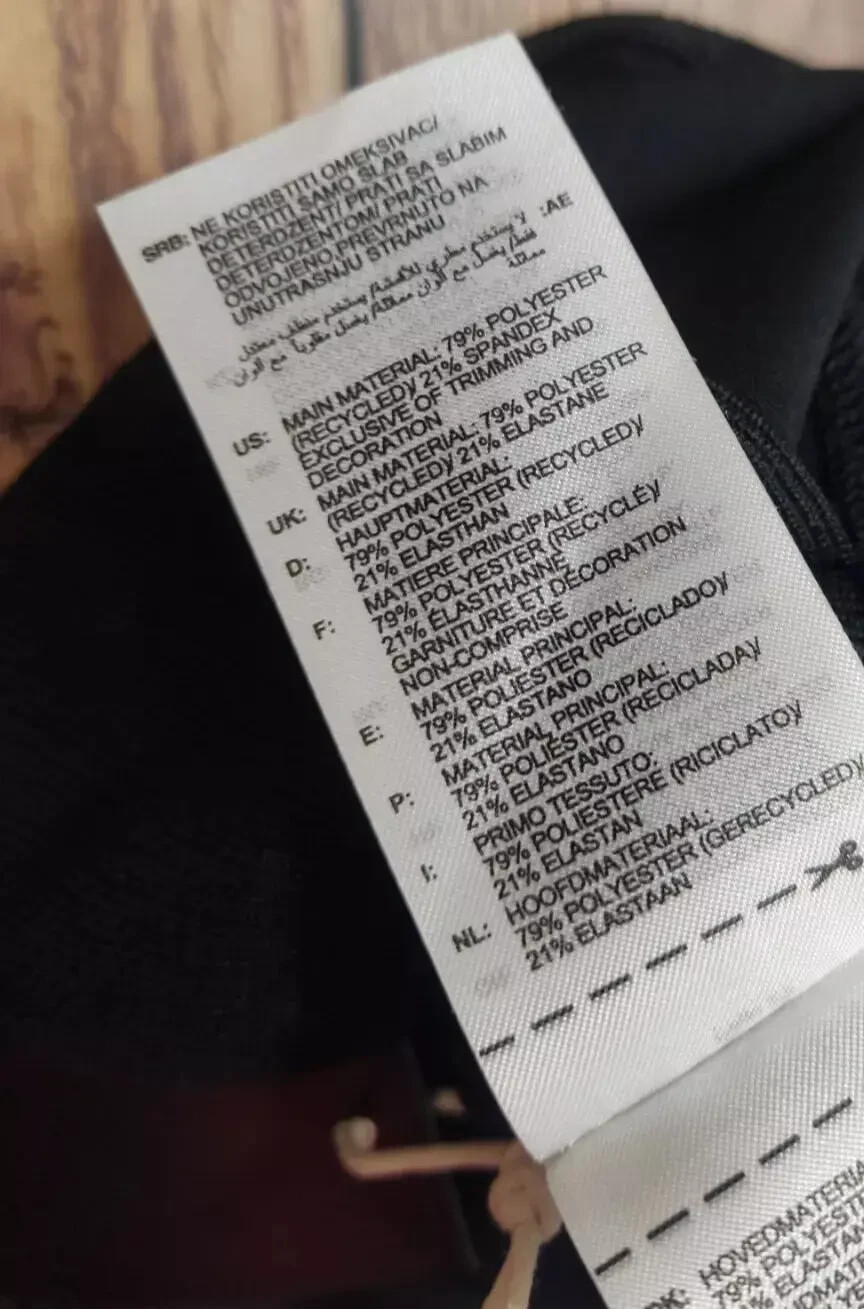 SRB: NE KORISTITI OMEKSIVAC/
KORISTITI SAMO SLAB
DETERDZENT/ PRATI SA SLABIM
DETERDZENTOM/ PRATI
ODVOJENO,PREVRNUTO NA
UNUTRASNJU STRANU
:AE
US: MAIN MATERIAL: 79% POLYESTER
(RECYCLED)/ 21% SPANDEX
EXCLUSIVE OF TRIMMING AND
DECORATION
UK: MAIN MATERIAL: 79% POLYESTER
(RECYCLED)/ 21% ELASTANE
D: HAUPTMATERIAL:
79% POLYESTER (RECYCLED)/
21% ELASTHAN
F: MATIERE PRINCIPALE:
79% POLYESTER (RECYCLÉ)/
21% ÉLASTHANNE
GARNITURE ET DÉCORATION
NON-COMPRISE
E: MATERIAL PRINCIPAL:
79% POLIÉSTER (RECICLADO)/
21% ELASTANO
P: MATERIAL PRINCIPAL:
79% POLIÉSTER (RECICLADA)/
21% ELASTANO
I: PRIMO TESSUTO:
79% POLIESTERE (RICICLATO)/
21% ELASTAN
NL: HOOFDMATERIAAL:
79% POLYESTER (GERECYCLED)/
21% ELASTAAN